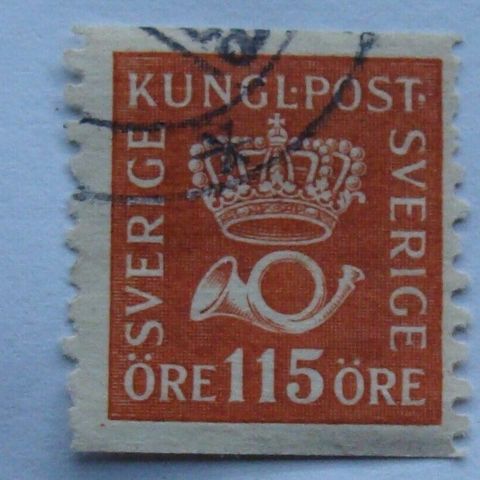 KUNGL·POST·
SVERIGE
SVERIGE
ÖRE 115 ÖRE